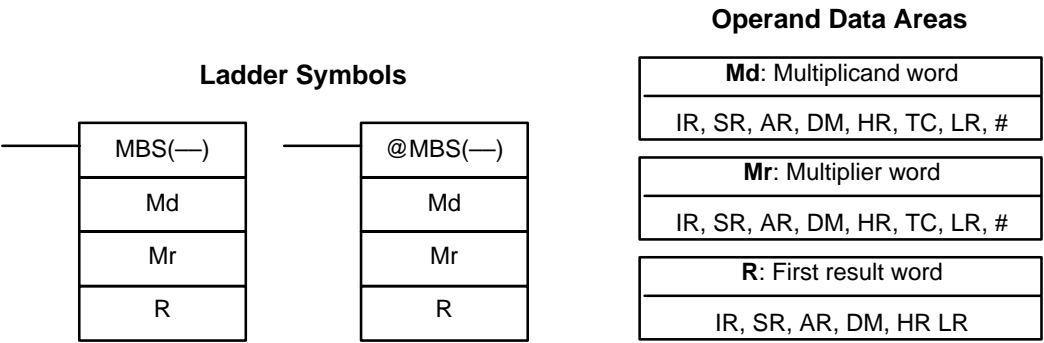 Ladder Symbols
MBS(—)
Md
Mr
R
@MBS(—)
Md
Mr
R
Operand Data Areas
Md: Multiplicand word
IR, SR, AR, DM, HR, TC, LR, #
Mr: Multiplier word
IR, SR, AR, DM, HR, TC, LR, #
R: First result word
IR, SR, AR, DM, HR LR